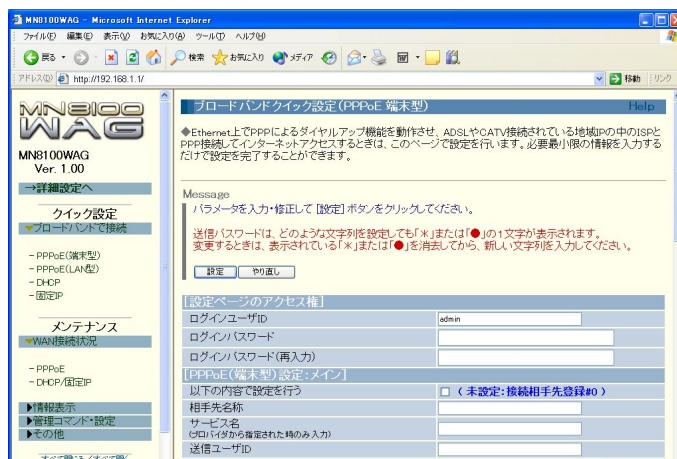 MN8100WAG - Microsoft Internet Explorer
ファイル(F) 編集(E) 表示(V) お気に入り(A) ツール(T) ヘルプ(H)
戻る 検索 お気に入り メディア
アドレス(D) http://192.168.1.1/ 移動 リンク
MN8100
WAG
MN8100WAG
Ver. 1.00
→詳細設定へ
クイック設定
▼ブロードバンドで接続
- PPPoE(端末型)
- PPPoE(LAN型)
- DHCP
- 固定IP
メンテナンス
▼WAN接続状況
- PPPoE
- DHCP/固定IP
▶情報表示
▶管理コマンド・設定
▶その他
すべて閉じる/すべて開く
ブロードバンドクイック設定(PPPoE 端末型) Help
◆Ethernet上でPPPによるダイヤルアップ機能を動作させ、ADSLやCATV接続されている地域IPの中のISPと
PPP接続してインターネットアクセスするときは、このページで設定を行います。必要最小限の情報を入力する
だけで設定を完了することができます。
Message
パラメータを入力・修正して [設定] ボタンをクリックしてください。
送信パスワードは、どのような文字列を設定しても「*」または「●」の1文字が表示されます。
変更するときは、表示されている「*」または「●」を消去してから、新しい文字列を入力してください。
設定 やり直し
[設定ページのアクセス権]
ログインユーザID admin
ログインパスワード
ログインパスワード(再入力)
[PPPoE(端末型)設定:メイン]
以下の内容で設定を行う ( 未設定:接続相手先登録#0 )
相手先名称
サービス名
(プロバイダから指定された時のみ入力)
送信ユーザID